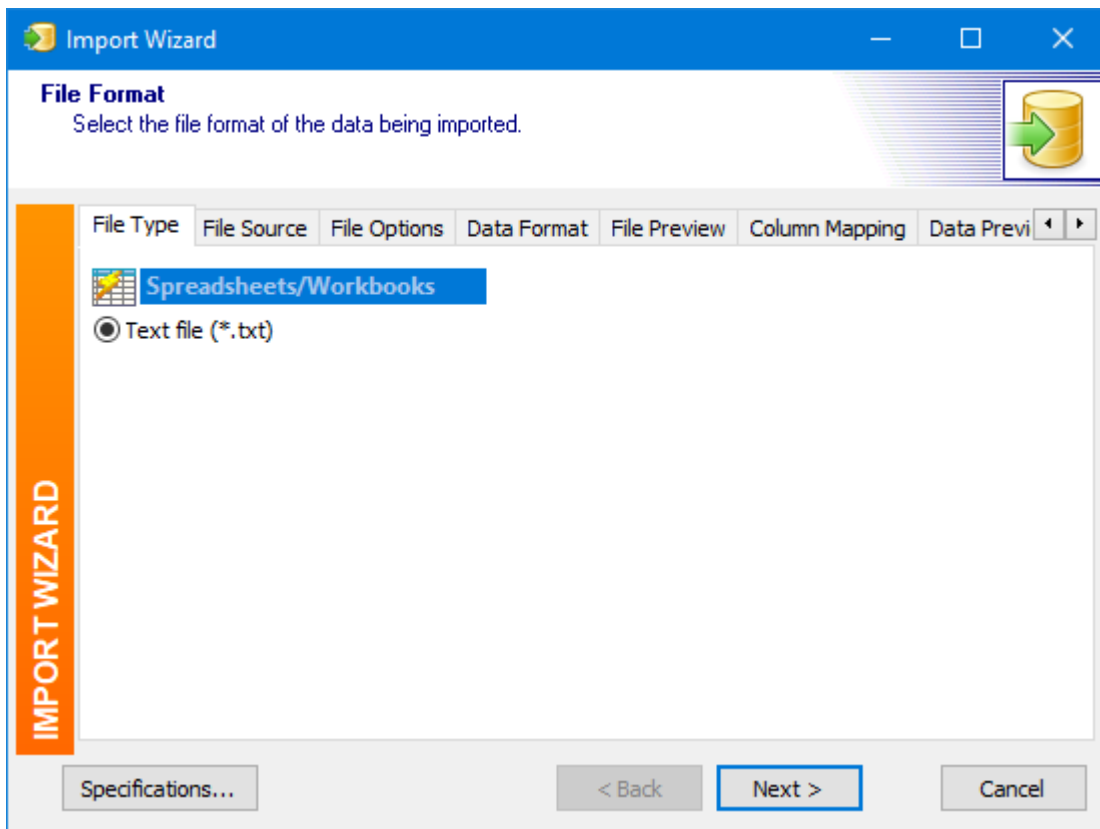 Import Wizard
File Format
Select the file format of the data being imported.
File Type File Source File Options Data Format File Preview Column Mapping Data Previ
Spreadsheets/Workbooks
Text file (*.txt)
IMPORT WIZARD
Specifications... < Back Next > Cancel